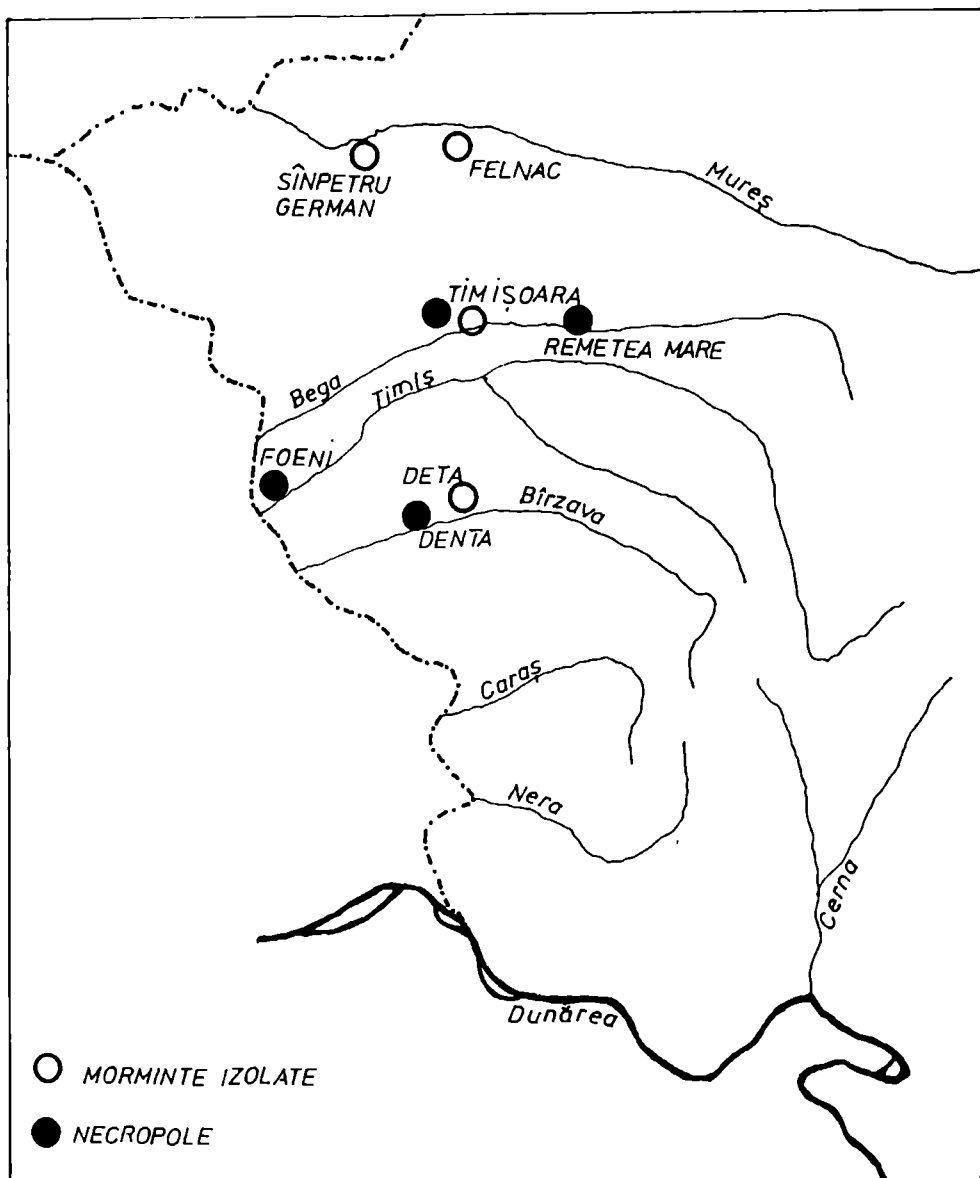 SÎNPETRU
GERMAN
FELNAC
Mureș
TIMIȘOARA
REMETEA MARE
Bega
Timiș
FOENI
DETA
Bîrzava
DENTA
Caraș
Nera
Cerna
Dunărea
MORMINTE IZOLATE
NECROPOLE